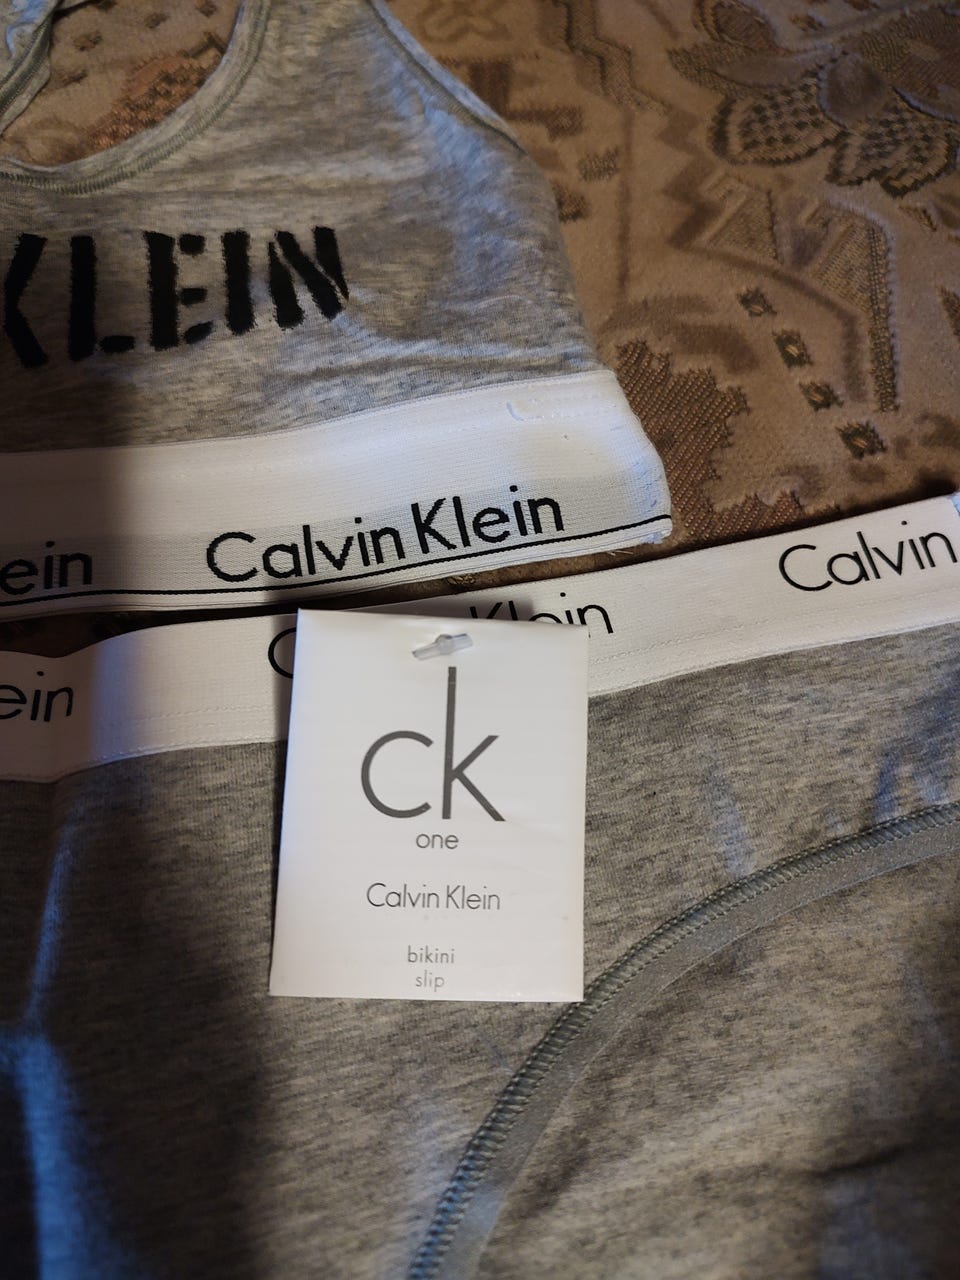 KLEIN
ein Calvin Klein
ein C Klein Calvin
ck
one
Calvin Klein
bikini
slip